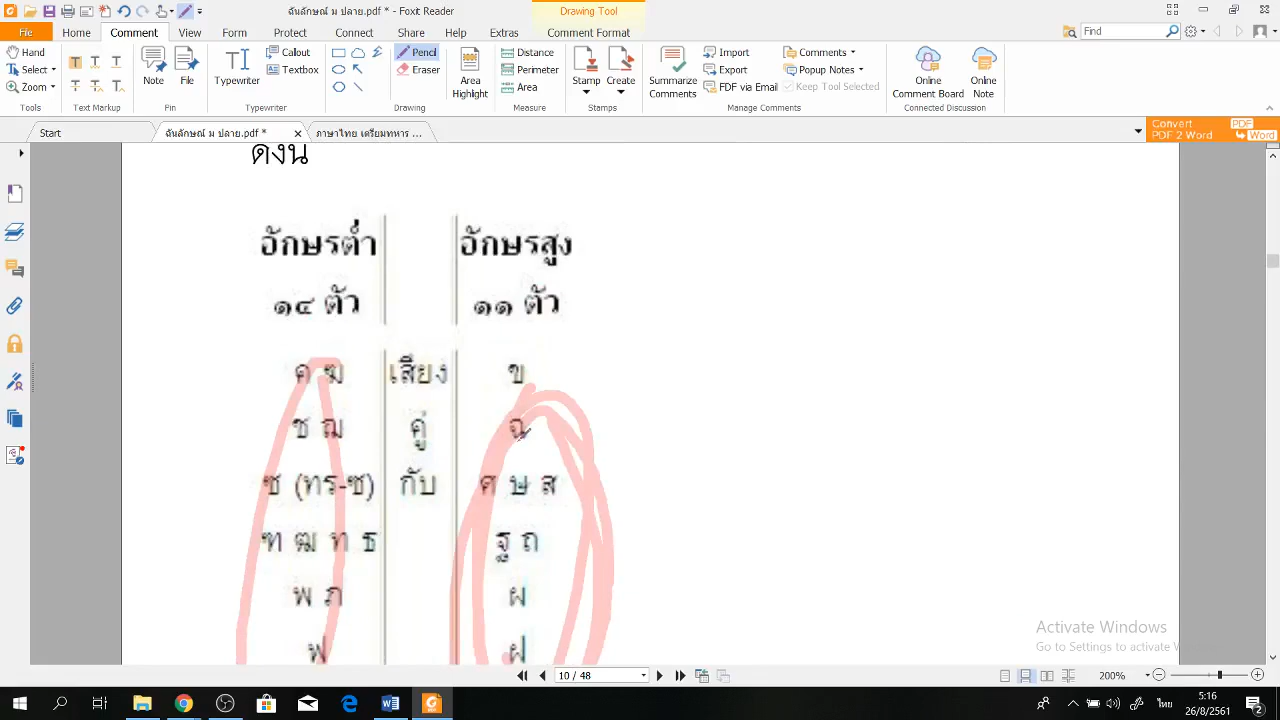 ฉันลักษณ์ ม ปลาย.pdf * - Foxit Reader
Drawing Tool
File Home Comment View Form Protect Connect Share Help Extras Comment Format
Find
Hand
Select
Zoom
Tools
Text Markup
Note
File
Pin
Typewriter
Callout
Textbox
Typewriter
Pencil
Eraser
Drawing
Area Highlight
Distance
Perimeter
Area
Measure
Stamp
Create
Stamps
Summarize Comments
Import
Export
FDF via Email
Comments
Popup Notes
Keep Tool Selected
Manage Comments
Online Comment Board
Online Note
Connected Discussion
Start
ฉันลักษณ์ ม ปลาย.pdf *
ภาษาไทย เตรียมทหาร ...
Convert
PDF 2 Word
PDF
Word
อักษรต่ำ อักษรสูง
๑๔ ตัว ๑๑ ตัว
ค ฆ เสียง ข
ช ฌ คู่ ฉ
ซ (ทร-ซ) กับ ศ ษ ส
ฑ ฒ ท ธ ฐ ถ
พ ภ ผ
ฟ ฝ
Activate Windows
Go to Settings to activate W
10 / 48
200%
ไทย
5:16
26/8/2561
2